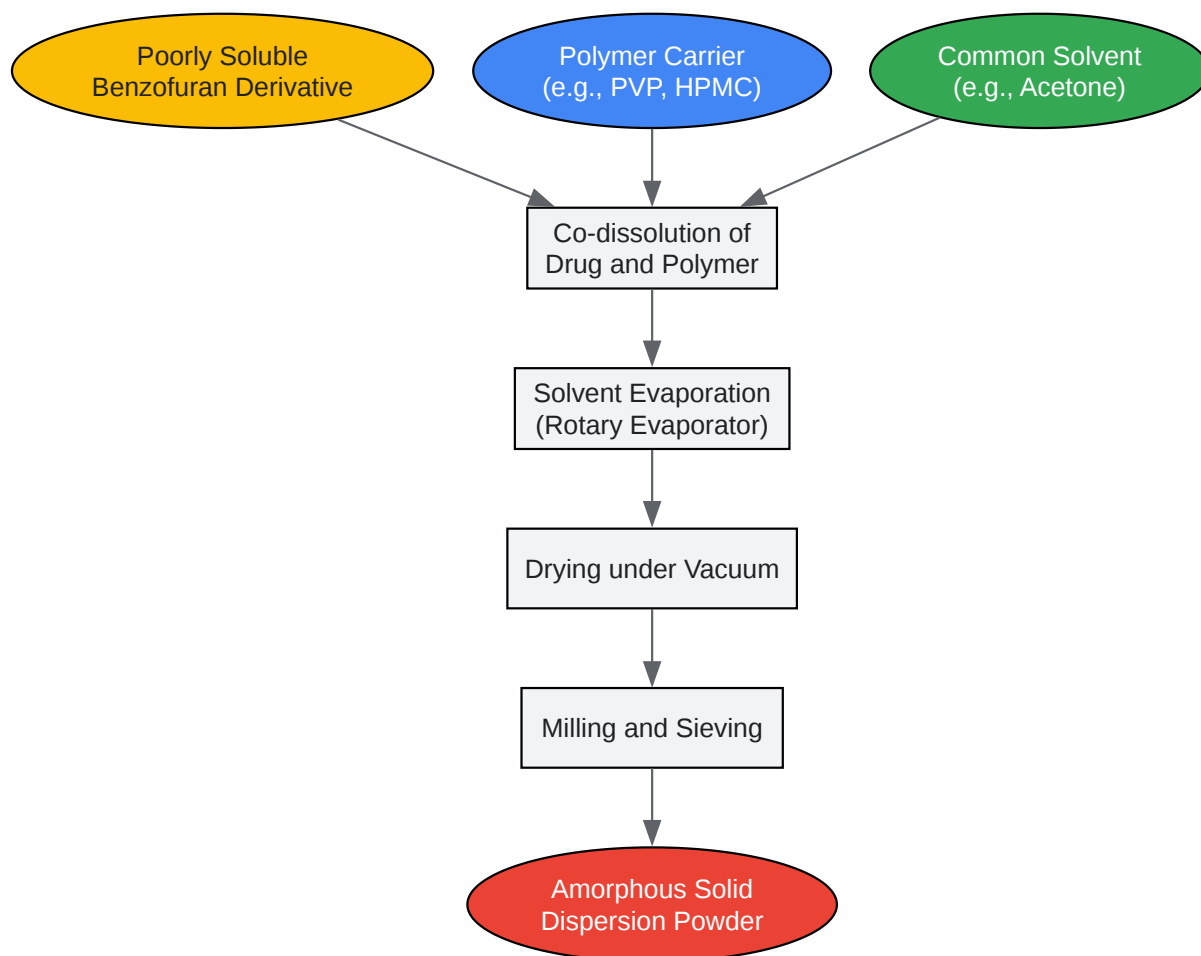 Poorly Soluble
Benzofuran Derivative
Polymer Carrier
(e.g., PVP, HPMC)
Common Solvent
(e.g., Acetone)
Co-dissolution of
Drug and Polymer
Solvent Evaporation
(Rotary Evaporator)
Drying under Vacuum
Milling and Sieving
Amorphous Solid
Dispersion Powder